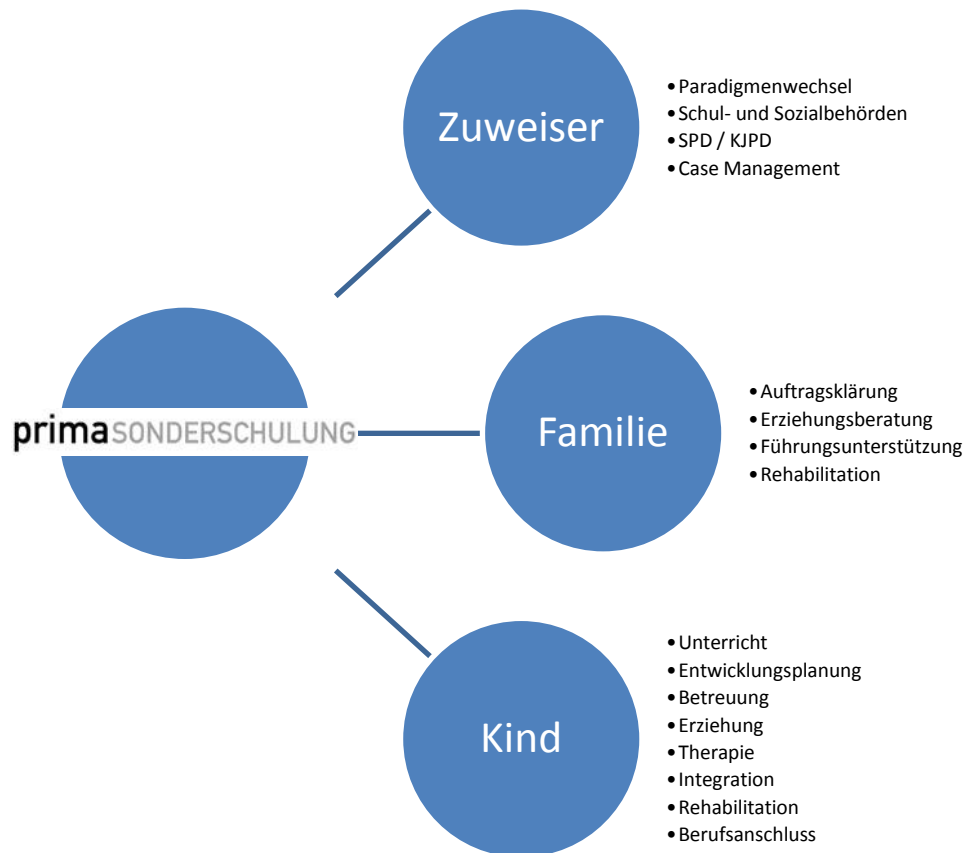 Zuweiser
•Paradigmenwechsel
•Schul- und Sozialbehörden
•SPD / KJPD
•Case Management
primaSONDERSCHULUNG
Familie
•Auftragsklärung
•Erziehungsberatung
•Führungsunterstützung
•Rehabilitation
Kind
•Unterricht
•Entwicklungsplanung
•Betreuung
•Erziehung
•Therapie
•Integration
•Rehabilitation
•Berufsanschluss